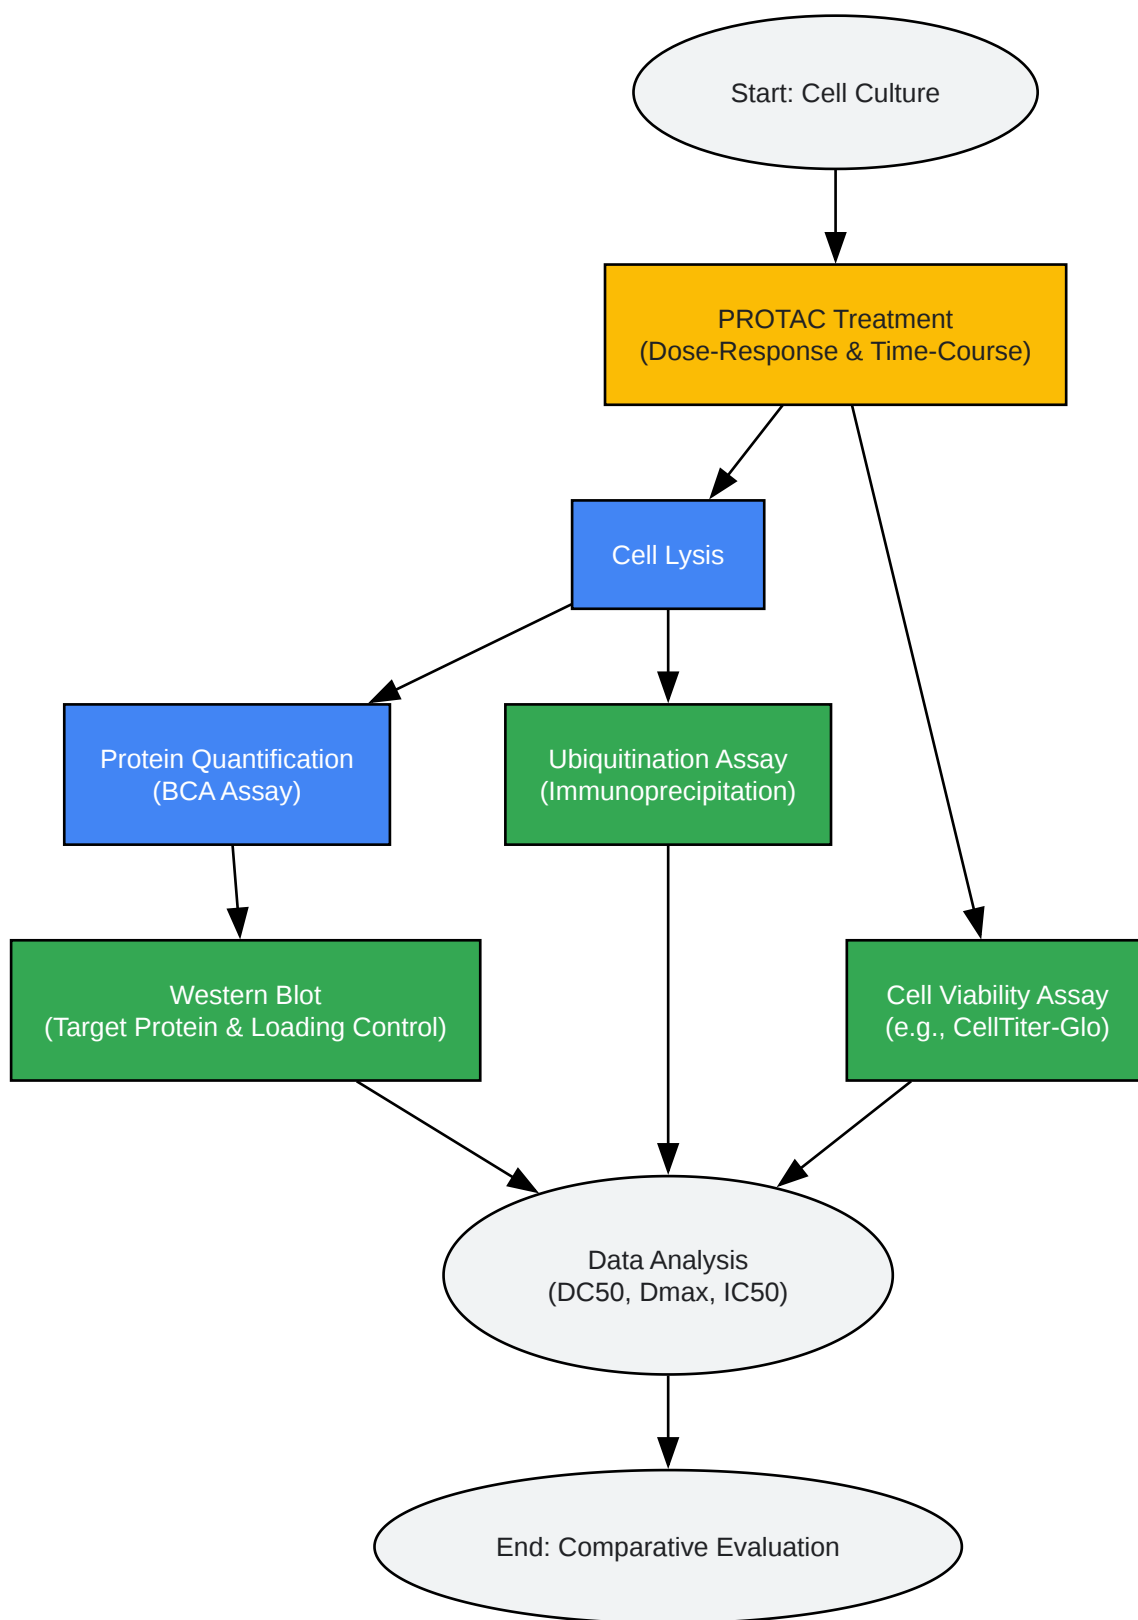 Start: Cell Culture
PROTAC Treatment
(Dose-Response & Time-Course)
Cell Lysis
Protein Quantification
(BCA Assay)
Ubiquitination Assay
(Immunoprecipitation)
Western Blot
(Target Protein & Loading Control)
Cell Viability Assay
(e.g., CellTiter-Glo)
Data Analysis
(DC50, Dmax, IC50)
End: Comparative Evaluation